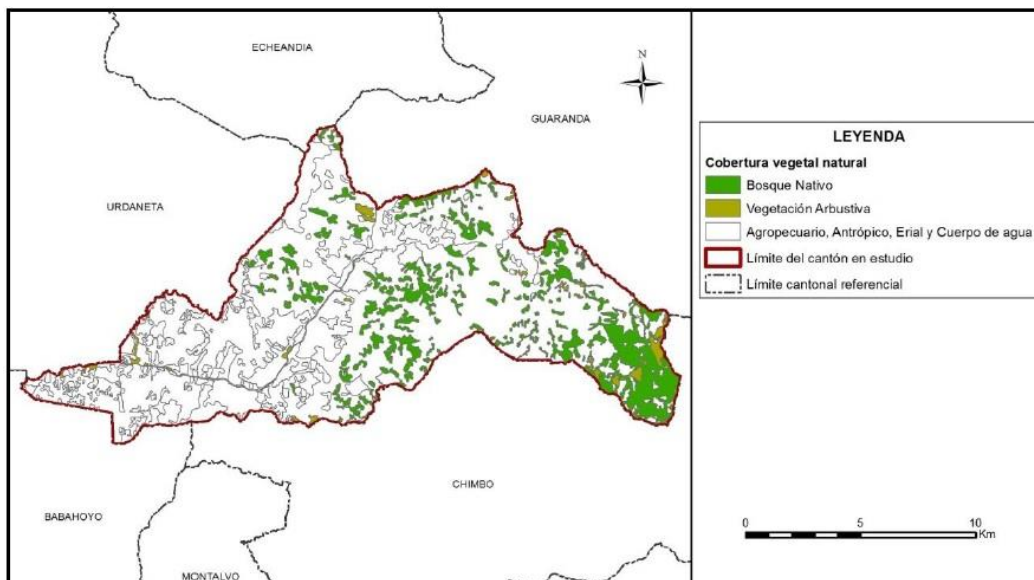 ECHEANDIA
N
GUARANDA
URDANETA
CHIMBO
BABAHOYO
MONTALVO
LEYENDA
Cobertura vegetal natural
Bosque Nativo
Vegetación Arbustiva
Agropecuario, Antrópico, Erial y Cuerpo de agua
Límite del cantón en estudio
Límite cantonal referencial
0 5 10
Km